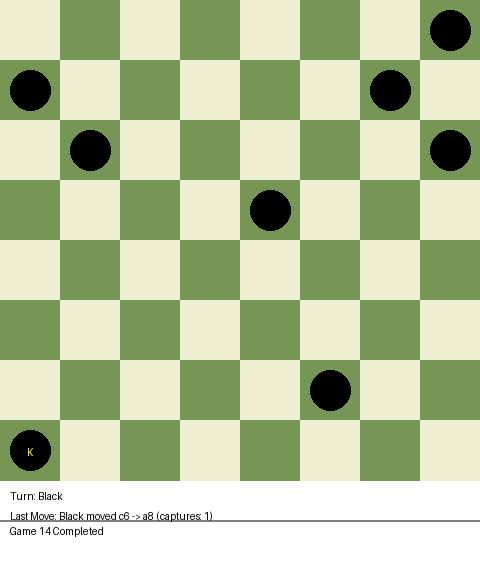 K
Turn: Black
Last Move: Black moved c6 -> a8 (captures: 1)
Game 14 Completed